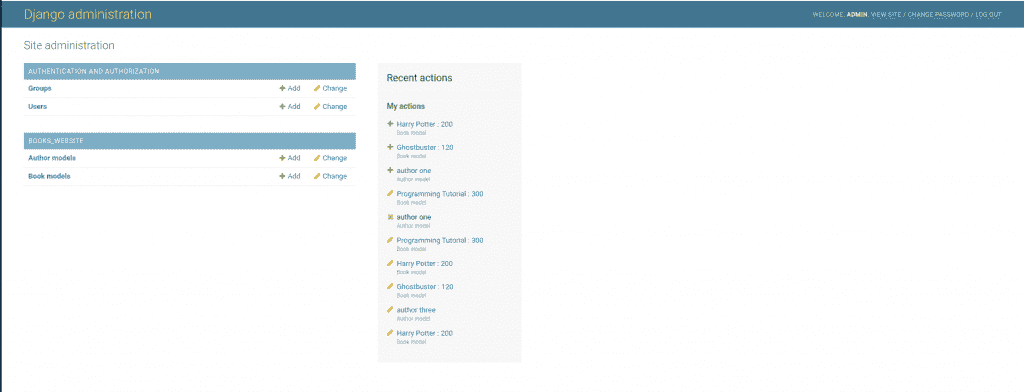 Django administration
WELCOME, ADMIN. VIEW SITE / CHANGE PASSWORD / LOG OUT
Site administration
AUTHENTICATION AND AUTHORIZATION
Groups + Add Change
Users + Add Change
BOOKS_WEBSITE
Author models + Add Change
Book models + Add Change
Recent actions
My actions
+ Harry Potter : 200
Book model
+ Ghostbuster : 120
Book model
+ author one
Author model
Programming Tutorial : 300
Book model
author one
Author model
Programming Tutorial : 300
Book model
Harry Potter : 200
Book model
Ghostbuster : 120
Book model
author three
Author model
Harry Potter : 200
Book model